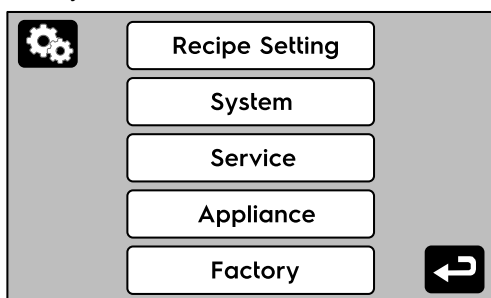 Recipe Setting
System
Service
Appliance
Factory